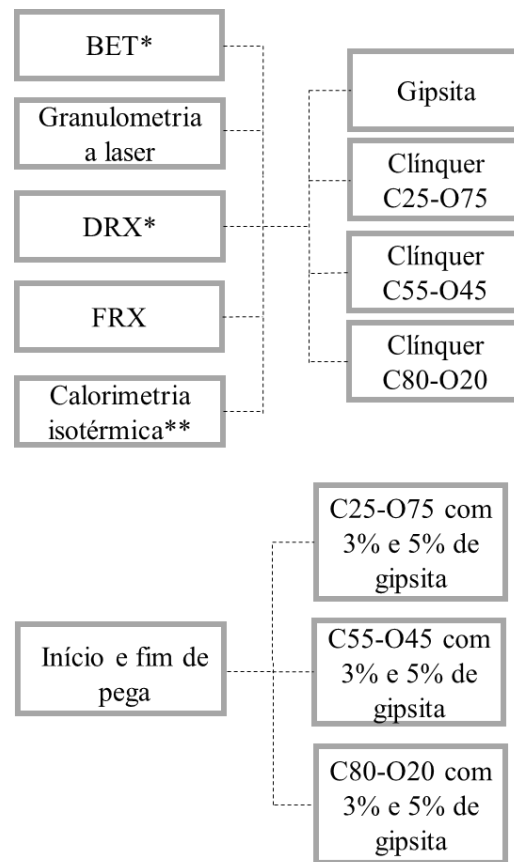 BET*
Granulometria
a laser
DRX*
FRX
Calorimetria
isotérmica**
Gipsita
Clínquer
C25-O75
Clínquer
C55-O45
Clínquer
C80-O20
Início e fim de
pega
C25-O75 com
3% e 5% de
gipsita
C55-O45 com
3% e 5% de
gipsita
C80-O20 com
3% e 5% de
gipsita